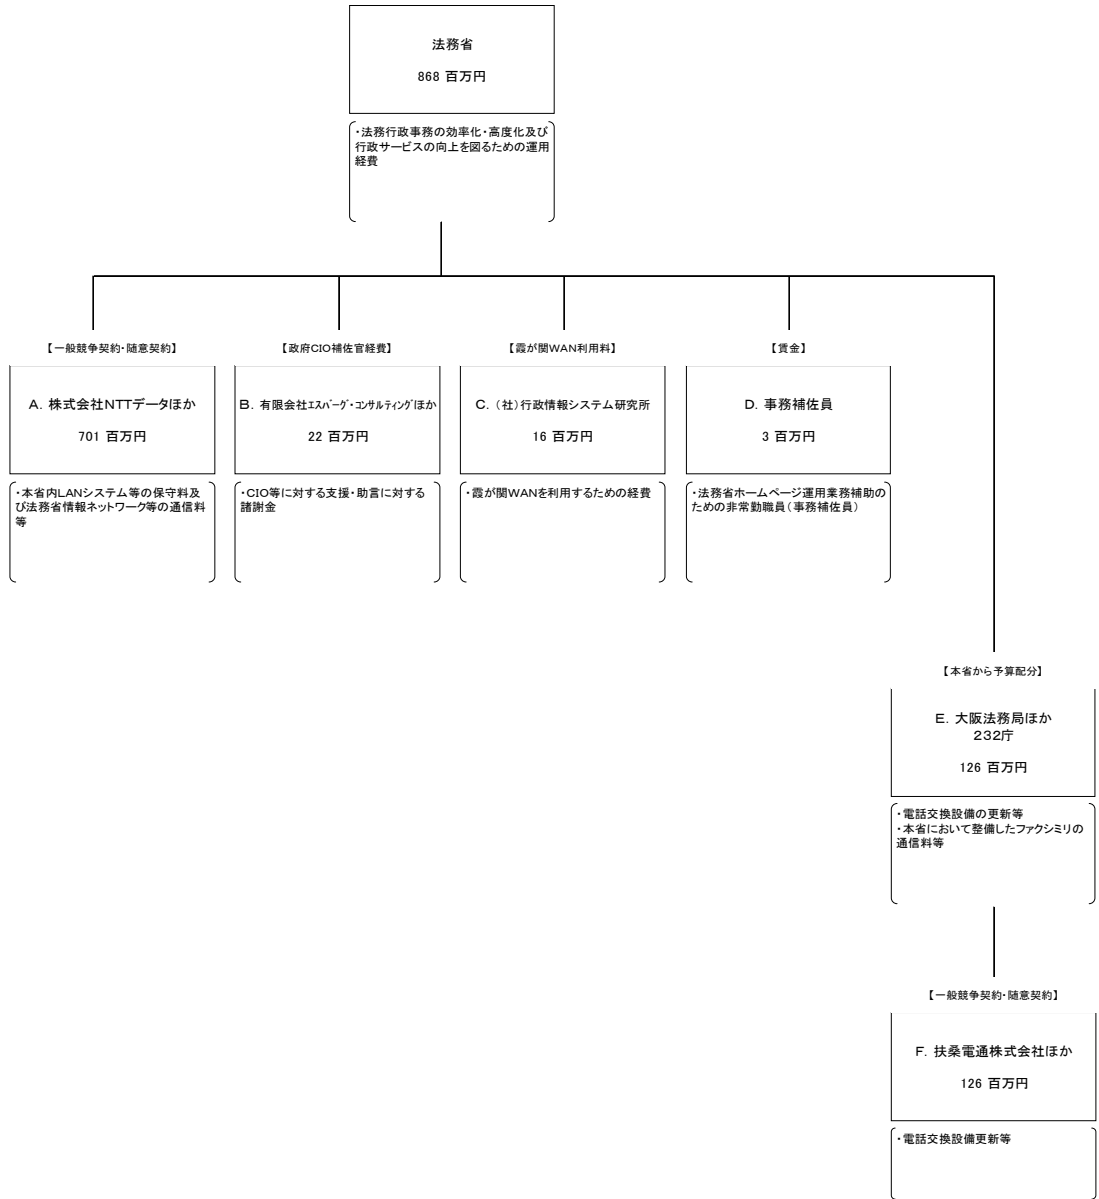 法務省
868 百万円
・法務行政事務の効率化・高度化及び
行政サービスの向上を図るための運用
経費
【一般競争契約・随意契約】
A．株式会社NTTデータほか
701 百万円
・本省内LANシステム等の保守料及
び法務省情報ネットワーク等の通信料
等
【政府CIO補佐官経費】
B．有限会社エスバーグ・コンサルティングほか
22 百万円
・CIO等に対する支援・助言に対する
諸謝金
【霞が関WAN利用料】
C．（社）行政情報システム研究所
16 百万円
・霞が関WANを利用するための経費
【賃金】
D．事務補佐員
3 百万円
・法務省ホームページ運用業務補助の
ための非常勤職員（事務補佐員）
【本省から予算配分】
E．大阪法務局ほか
232庁
126 百万円
・電話交換設備の更新等
・本省において整備したファクシミリの
通信料等
【一般競争契約・随意契約】
F．扶桑電通株式会社ほか
126 百万円
・電話交換設備更新等